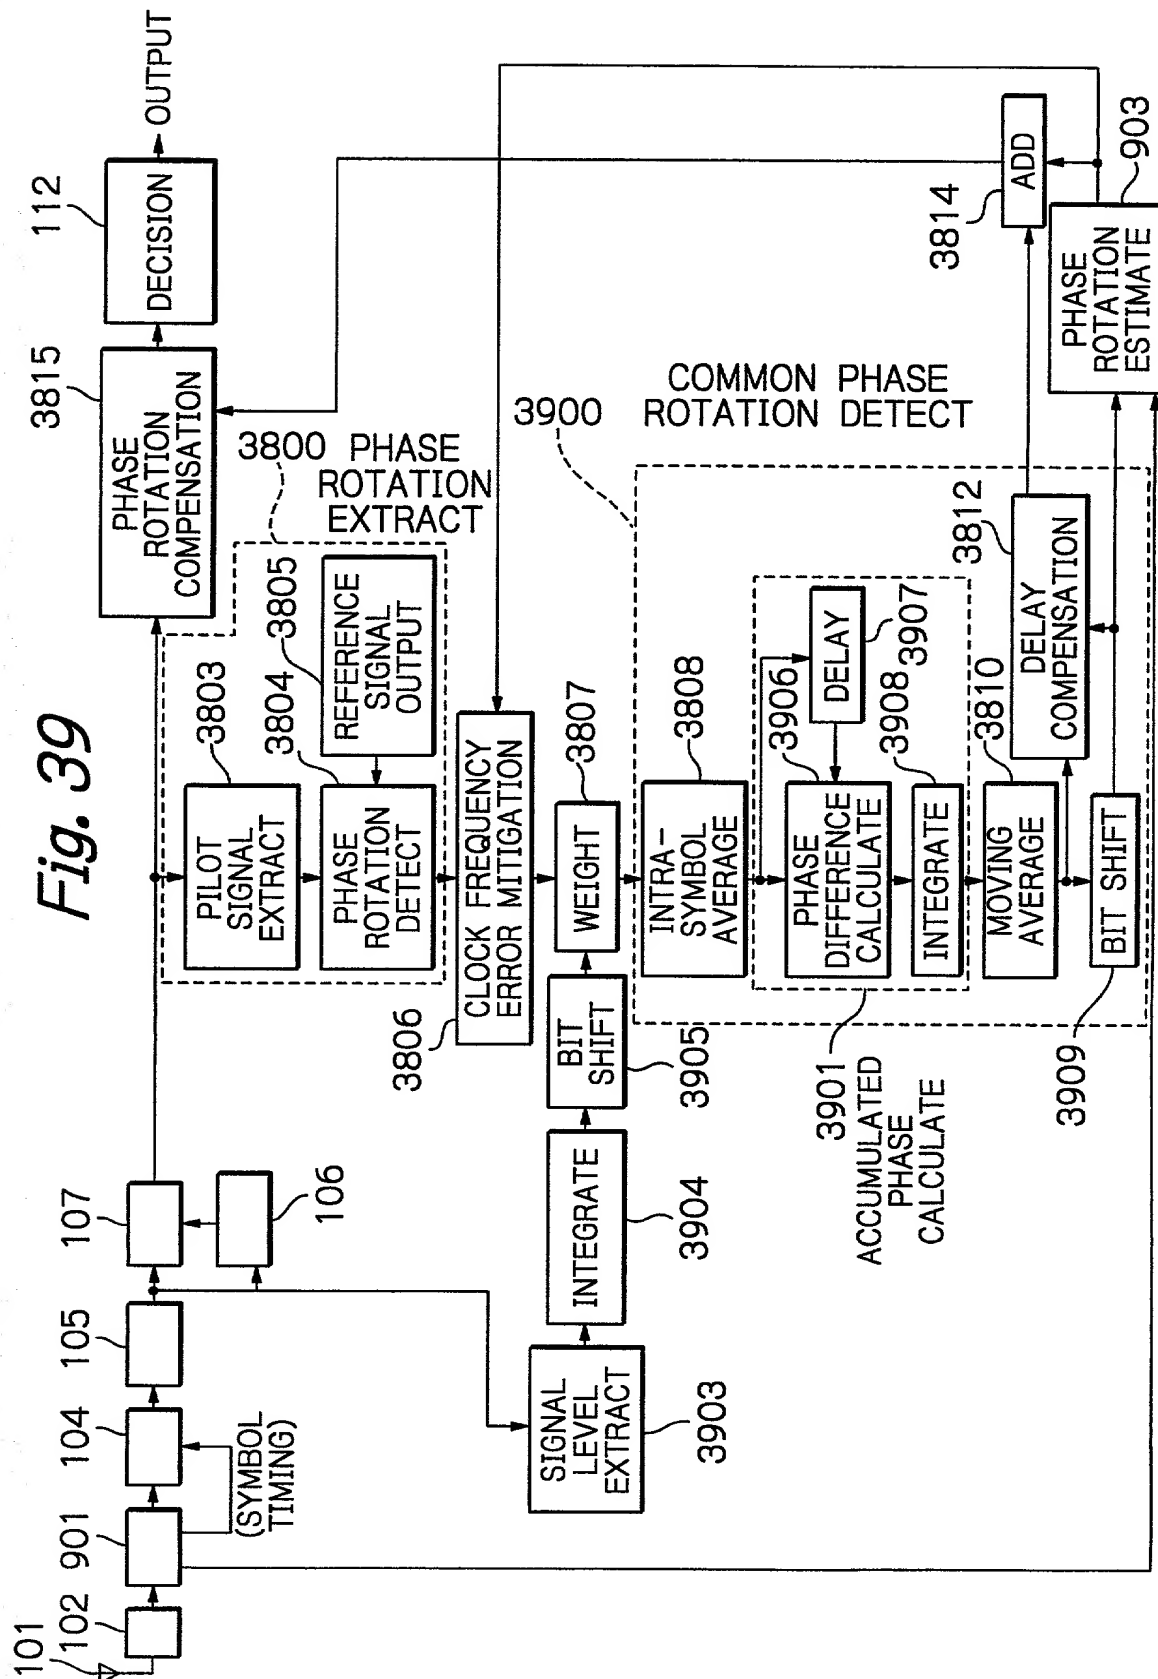 Fig. 39
101
102
901
104
105
107
106
(SYMBOL
TIMING)
3815
PHASE
ROTATION
COMPENSATION
112
DECISION
OUTPUT
3800
PHASE
ROTATION
EXTRACT
3803
PILOT
SIGNAL
EXTRACT
3804
PHASE
ROTATION
DETECT
3805
REFERENCE
SIGNAL
OUTPUT
3806
CLOCK FREQUENCY
ERROR MITIGATION
3903
SIGNAL
LEVEL
EXTRACT
3904
INTEGRATE
3905
BIT
SHIFT
3807
WEIGHT
3900
COMMON PHASE
ROTATION DETECT
3808
INTRA-
SYMBOL
AVERAGE
3901
ACCUMULATED
PHASE
CALCULATE
3906
PHASE
DIFFERENCE
CALCULATE
3907
DELAY
3908
INTEGRATE
3810
MOVING
AVERAGE
3909
BIT SHIFT
3812
DELAY
COMPENSATION
3814
ADD
903
PHASE
ROTATION
ESTIMATE